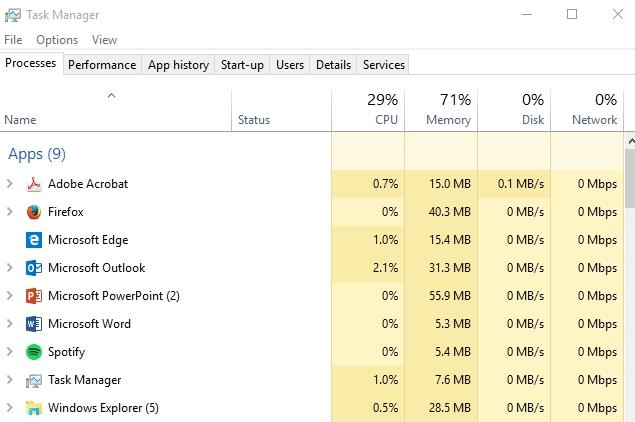 Task Manager
File Options View
Processes Performance App history Start-up Users Details Services
29% 71% 0% 0%
Name Status CPU Memory Disk Network
Apps (9)
Adobe Acrobat 0.7% 15.0 MB 0.1 MB/s 0 Mbps
Firefox 0% 40.3 MB 0 MB/s 0 Mbps
Microsoft Edge 1.0% 15.4 MB 0 MB/s 0 Mbps
Microsoft Outlook 2.1% 31.3 MB 0 MB/s 0 Mbps
Microsoft PowerPoint (2) 0% 55.9 MB 0 MB/s 0 Mbps
Microsoft Word 0% 5.3 MB 0 MB/s 0 Mbps
Spotify 0% 5.4 MB 0 MB/s 0 Mbps
Task Manager 1.0% 7.6 MB 0 MB/s 0 Mbps
Windows Explorer (5) 0.5% 28.5 MB 0 MB/s 0 Mbps